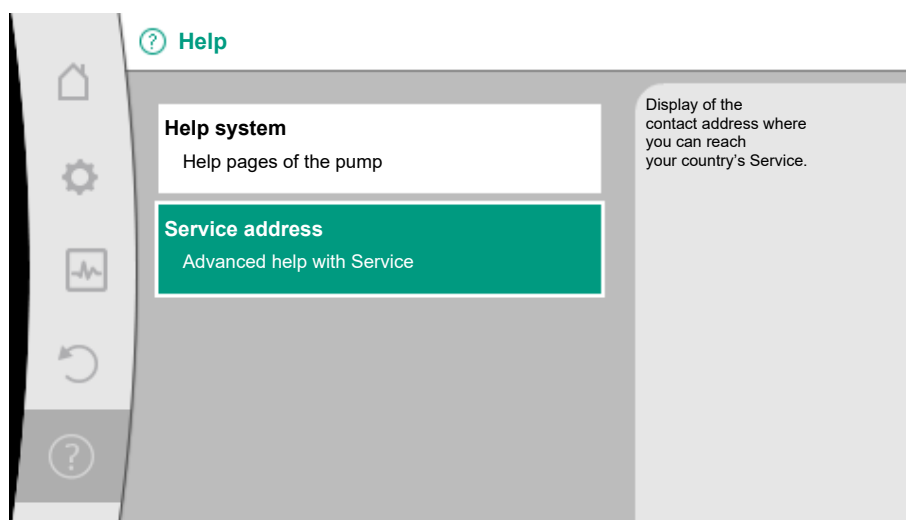 Help
Help system
Help pages of the pump
Service address
Advanced help with Service
Display of the
contact address where
you can reach
your country's Service.